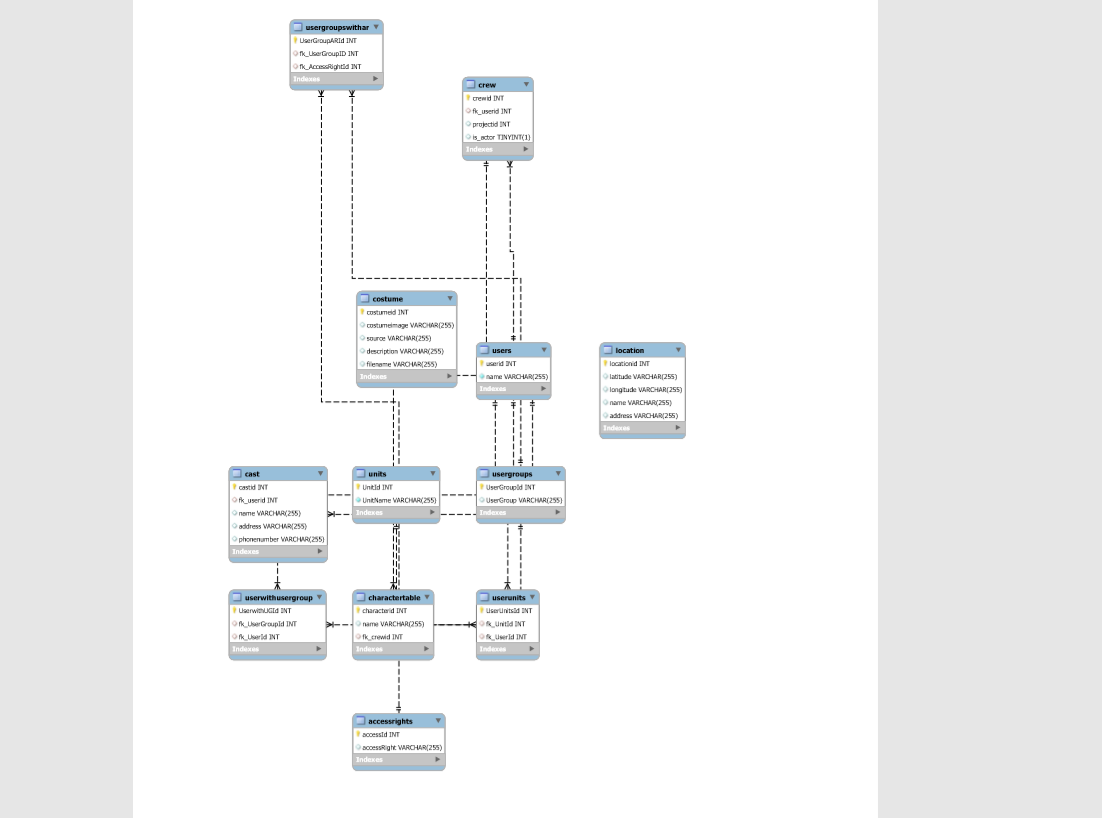 usergroupswithar
UserGroupARId INT
fk_UserGroupID INT
fk_AccessRightId INT
Indexes
crew
crewid INT
fk_userid INT
projectid INT
is_actor TINYINT(1)
Indexes
costume
costumeid INT
costumeimage VARCHAR(255)
source VARCHAR(255)
description VARCHAR(255)
filename VARCHAR(255)
Indexes
users
userid INT
name VARCHAR(255)
Indexes
location
locationid INT
latitude VARCHAR(255)
longitude VARCHAR(255)
name VARCHAR(255)
address VARCHAR(255)
Indexes
cast
castid INT
fk_userid INT
name VARCHAR(255)
address VARCHAR(255)
phonenumber VARCHAR(255)
Indexes
units
UnitId INT
UnitName VARCHAR(255)
Indexes
usergroups
UserGroupId INT
UserGroup VARCHAR(255)
Indexes
userwithusergroup
UserwithUGId INT
fk_UserGroupId INT
fk_UserId INT
Indexes
charactertable
characterid INT
name VARCHAR(255)
fk_crewid INT
Indexes
userunits
UserUnitsId INT
fk_UnitId INT
fk_UserId INT
Indexes
accessrights
accessId INT
accessRight VARCHAR(255)
Indexes